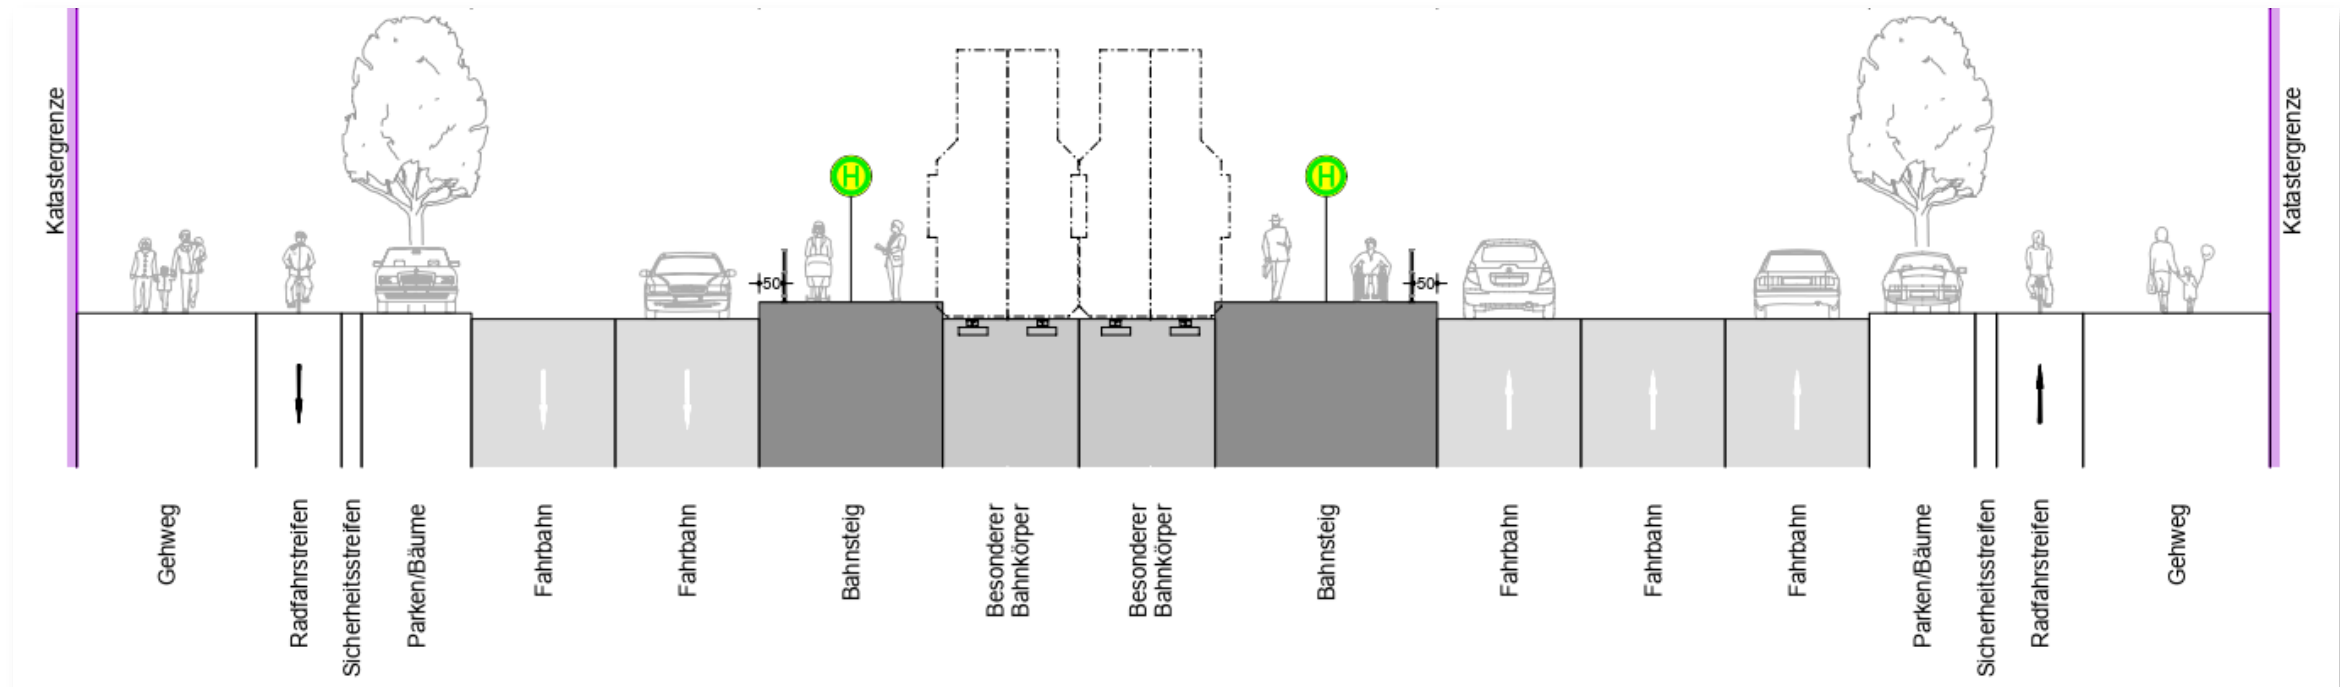 Katastergrenze
Katastergrenze
H
H
50
50
Gehweg
Radfahrstreifen
Sicherheitsstreifen
Parken/Bäume
Fahrbahn
Fahrbahn
Bahnsteig
Besonderer
Bahnkörper
Besonderer
Bahnkörper
Bahnsteig
Fahrbahn
Fahrbahn
Fahrbahn
Parken/Bäume
Sicherheitsstreifen
Radfahrstreifen
Gehweg